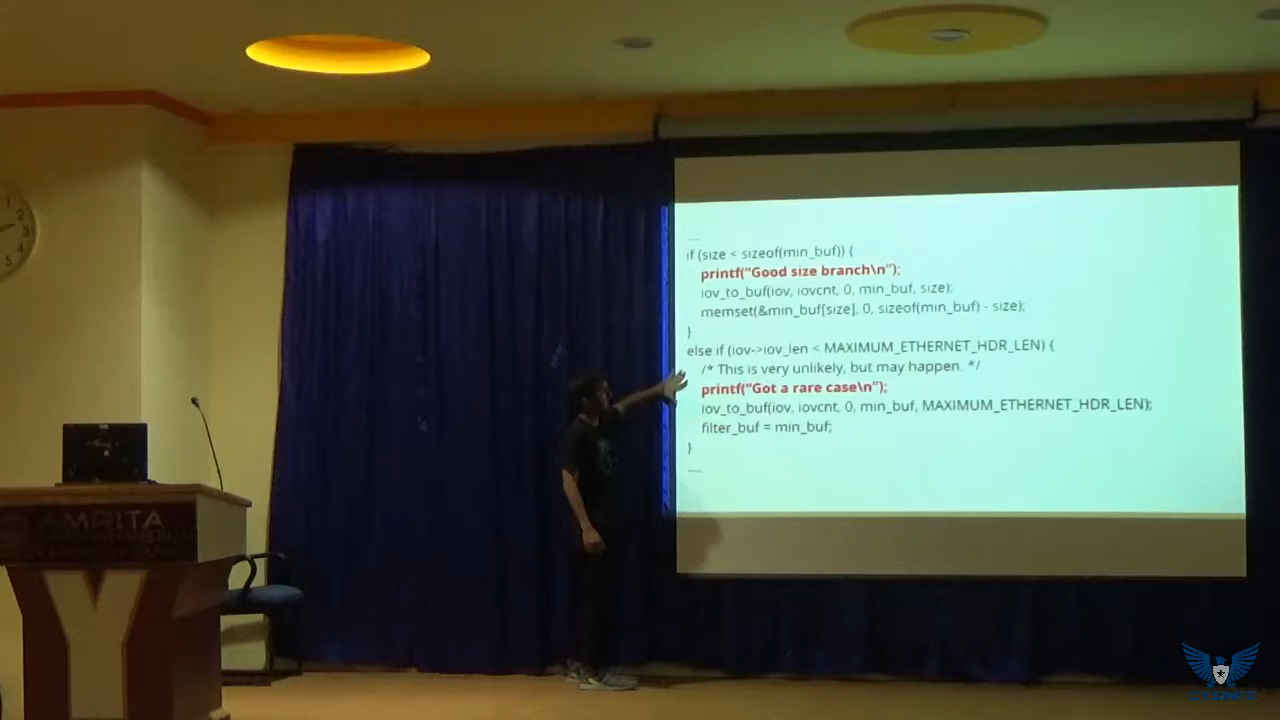 ....
if (size < sizeof(min_buf)) {
printf("Good size branch\n");
iov_to_buf(iov, iovcnt, 0, min_buf, size);
memset(&min_buf[size], 0, sizeof(min_buf) - size);
}
else if (iov->iov_len < MAXIMUM_ETHERNET_HDR_LEN) {
/* This is very unlikely, but may happen. */
printf("Got a rare case\n");
iov_to_buf(iov, iovcnt, 0, min_buf, MAXIMUM_ETHERNET_HDR_LEN);
filter_buf = min_buf;
}
....
AMRITA